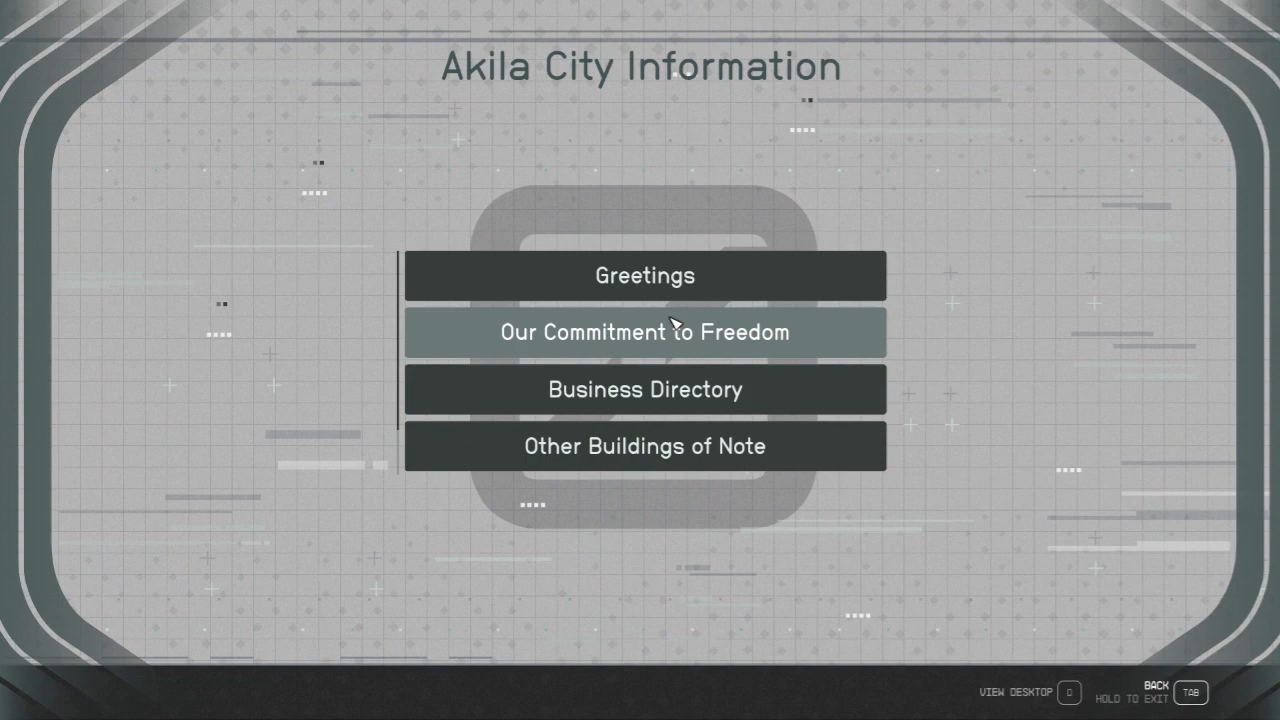 Akila City Information
Greetings
Our Commitment to Freedom
Business Directory
Other Buildings of Note
VIEW DESKTOP
BACK
HOLD TO EXIT
TAB